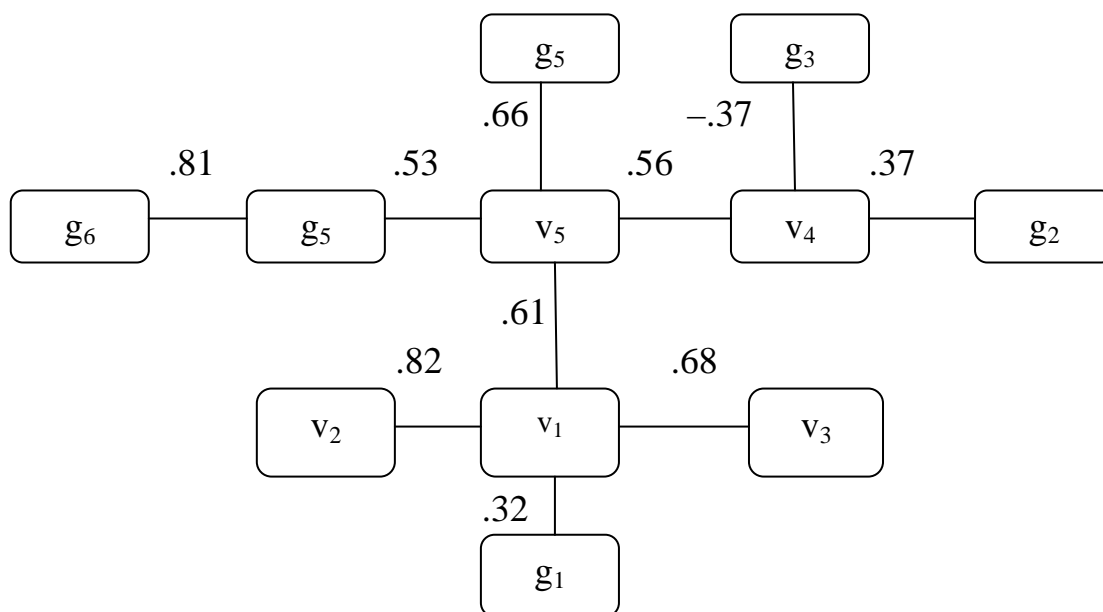 g₅ g₃
.66 –.37
.81 .53 .56 .37
g₆ g₅ v₅ v₄ g₂
.61
.82 .68
v₂ v₁ v₃
.32
g₁